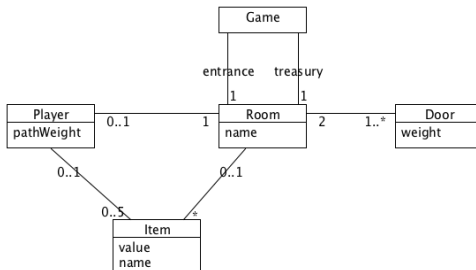 Game
entrance treasury
1 1
Player Room Door
pathWeight 0..1 1 name 2 1..* weight
0..1 0..1
0..5 *
Item
value
name